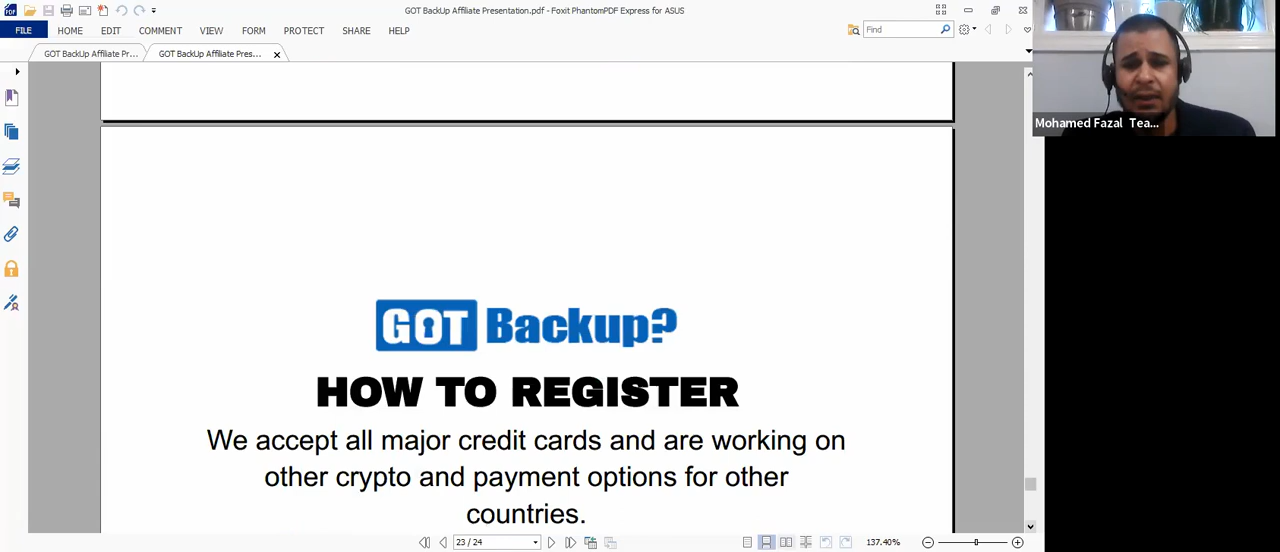 GOT BackUp Affiliate Presentation.pdf - Foxit PhantomPDF Express for ASUS
FILE HOME EDIT COMMENT VIEW FORM PROTECT SHARE HELP
Find
GOT BackUp Affiliate Pr...
GOT BackUp Affiliate Pres...
Mohamed Fazal Tea...
GOT Backup?
HOW TO REGISTER
We accept all major credit cards and are working on
other crypto and payment options for other
countries.
23 / 24
137.40%